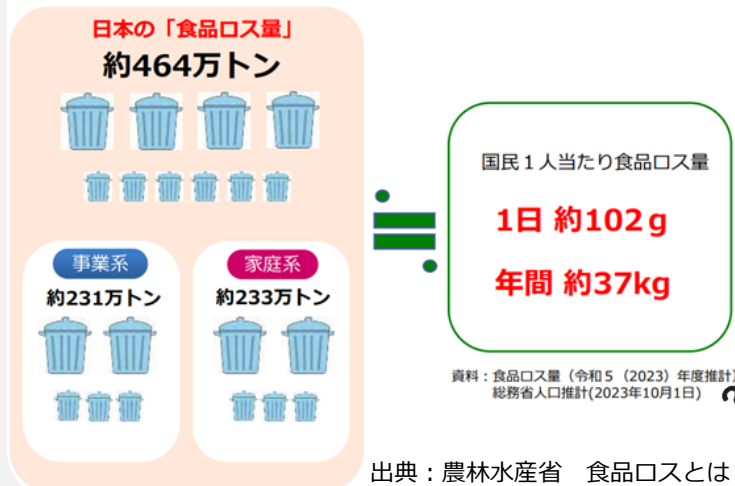 日本の「食品ロス量」
約464万トン
事業系
約231万トン
家庭系
約233万トン
≒
国民１人当たり食品ロス量
1日 約102ｇ
年間 約37kg
資料：食品ロス量（令和５（2023）年度推計）
総務省人口推計(2023年10月1日)
出典：農林水産省　食品ロスとは